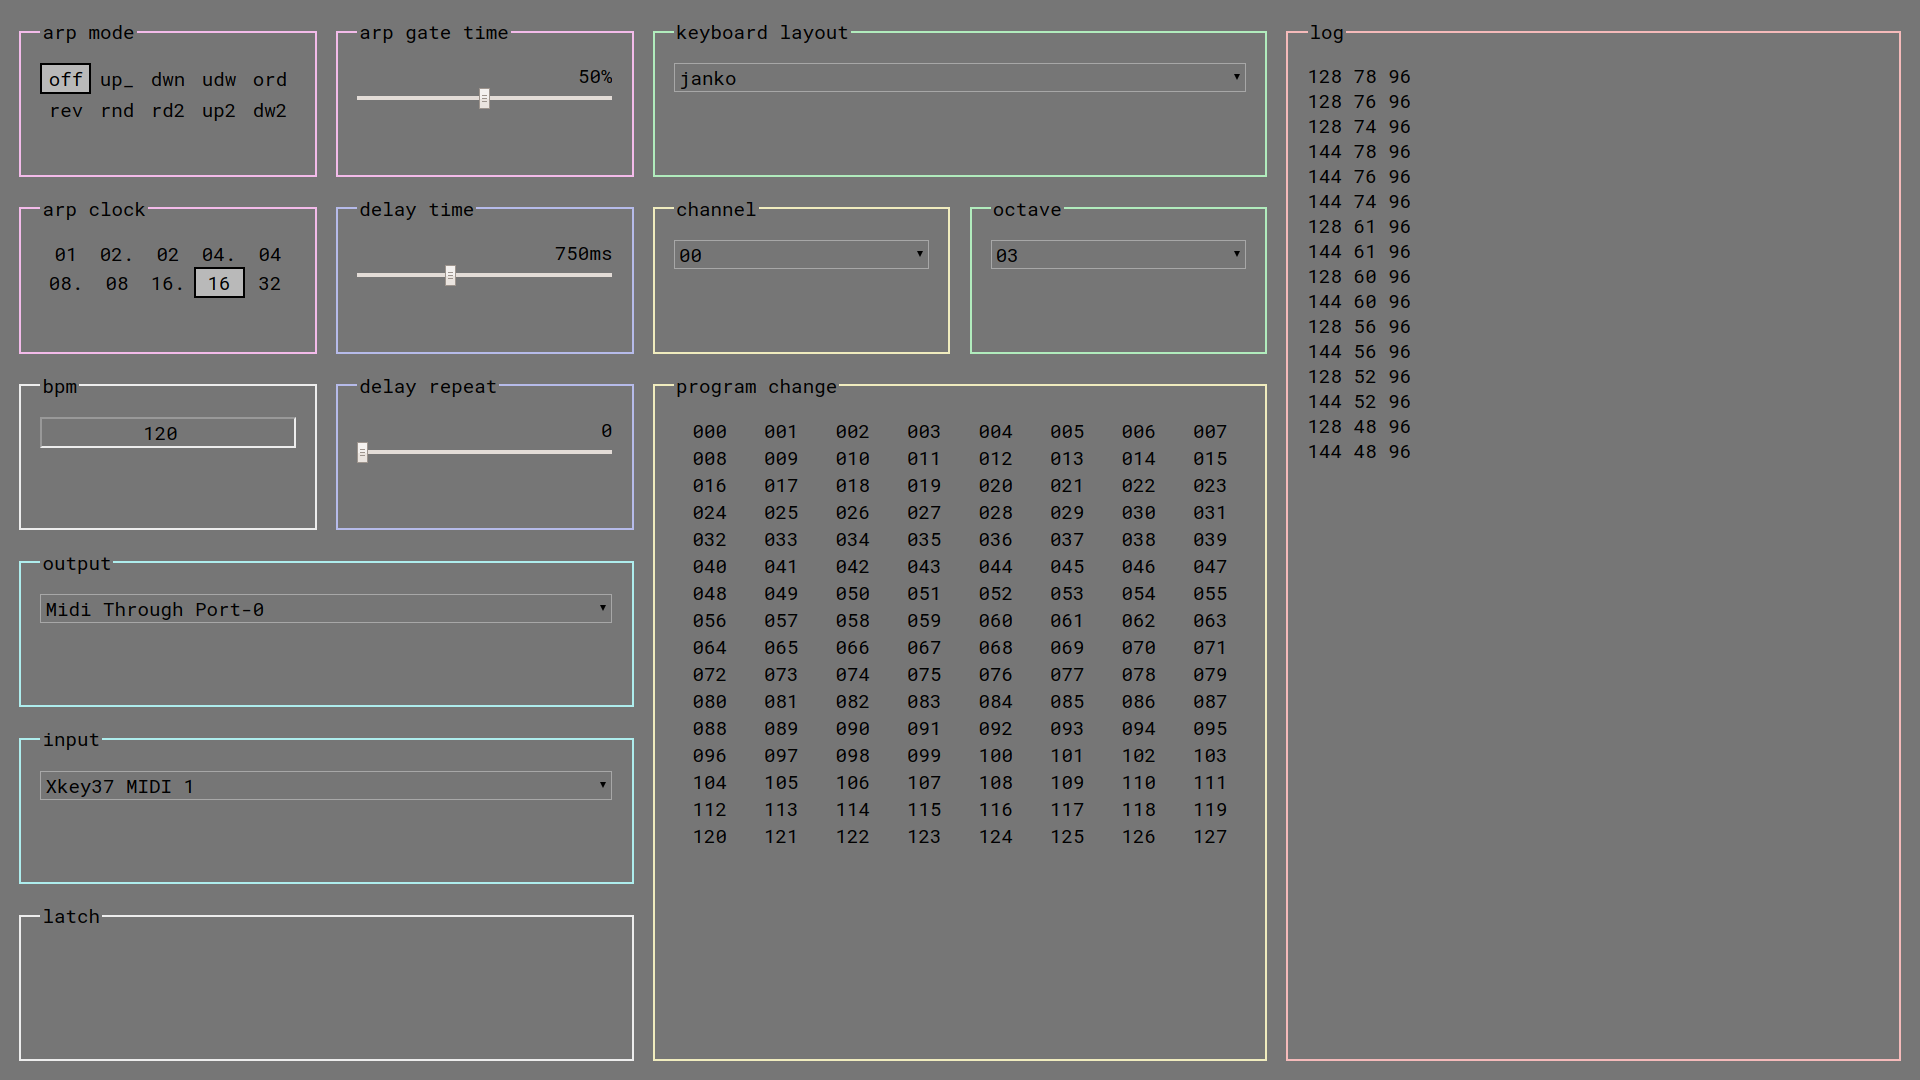 arp mode
off up_ dwn udw ord
rev rnd rd2 up2 dw2
arp gate time
50%
keyboard layout
janko
arp clock
01 02. 02 04. 04
08. 08 16. 16 32
delay time
750ms
channel
00
octave
03
bpm
120
delay repeat
0
output
Midi Through Port-0
input
Xkey37 MIDI 1
latch
program change
000 001 002 003 004 005 006 007
008 009 010 011 012 013 014 015
016 017 018 019 020 021 022 023
024 025 026 027 028 029 030 031
032 033 034 035 036 037 038 039
040 041 042 043 044 045 046 047
048 049 050 051 052 053 054 055
056 057 058 059 060 061 062 063
064 065 066 067 068 069 070 071
072 073 074 075 076 077 078 079
080 081 082 083 084 085 086 087
088 089 090 091 092 093 094 095
096 097 098 099 100 101 102 103
104 105 106 107 108 109 110 111
112 113 114 115 116 117 118 119
120 121 122 123 124 125 126 127
log
128 78 96
128 76 96
128 74 96
144 78 96
144 76 96
144 74 96
128 61 96
144 61 96
128 60 96
144 60 96
128 56 96
144 56 96
128 52 96
144 52 96
128 48 96
144 48 96